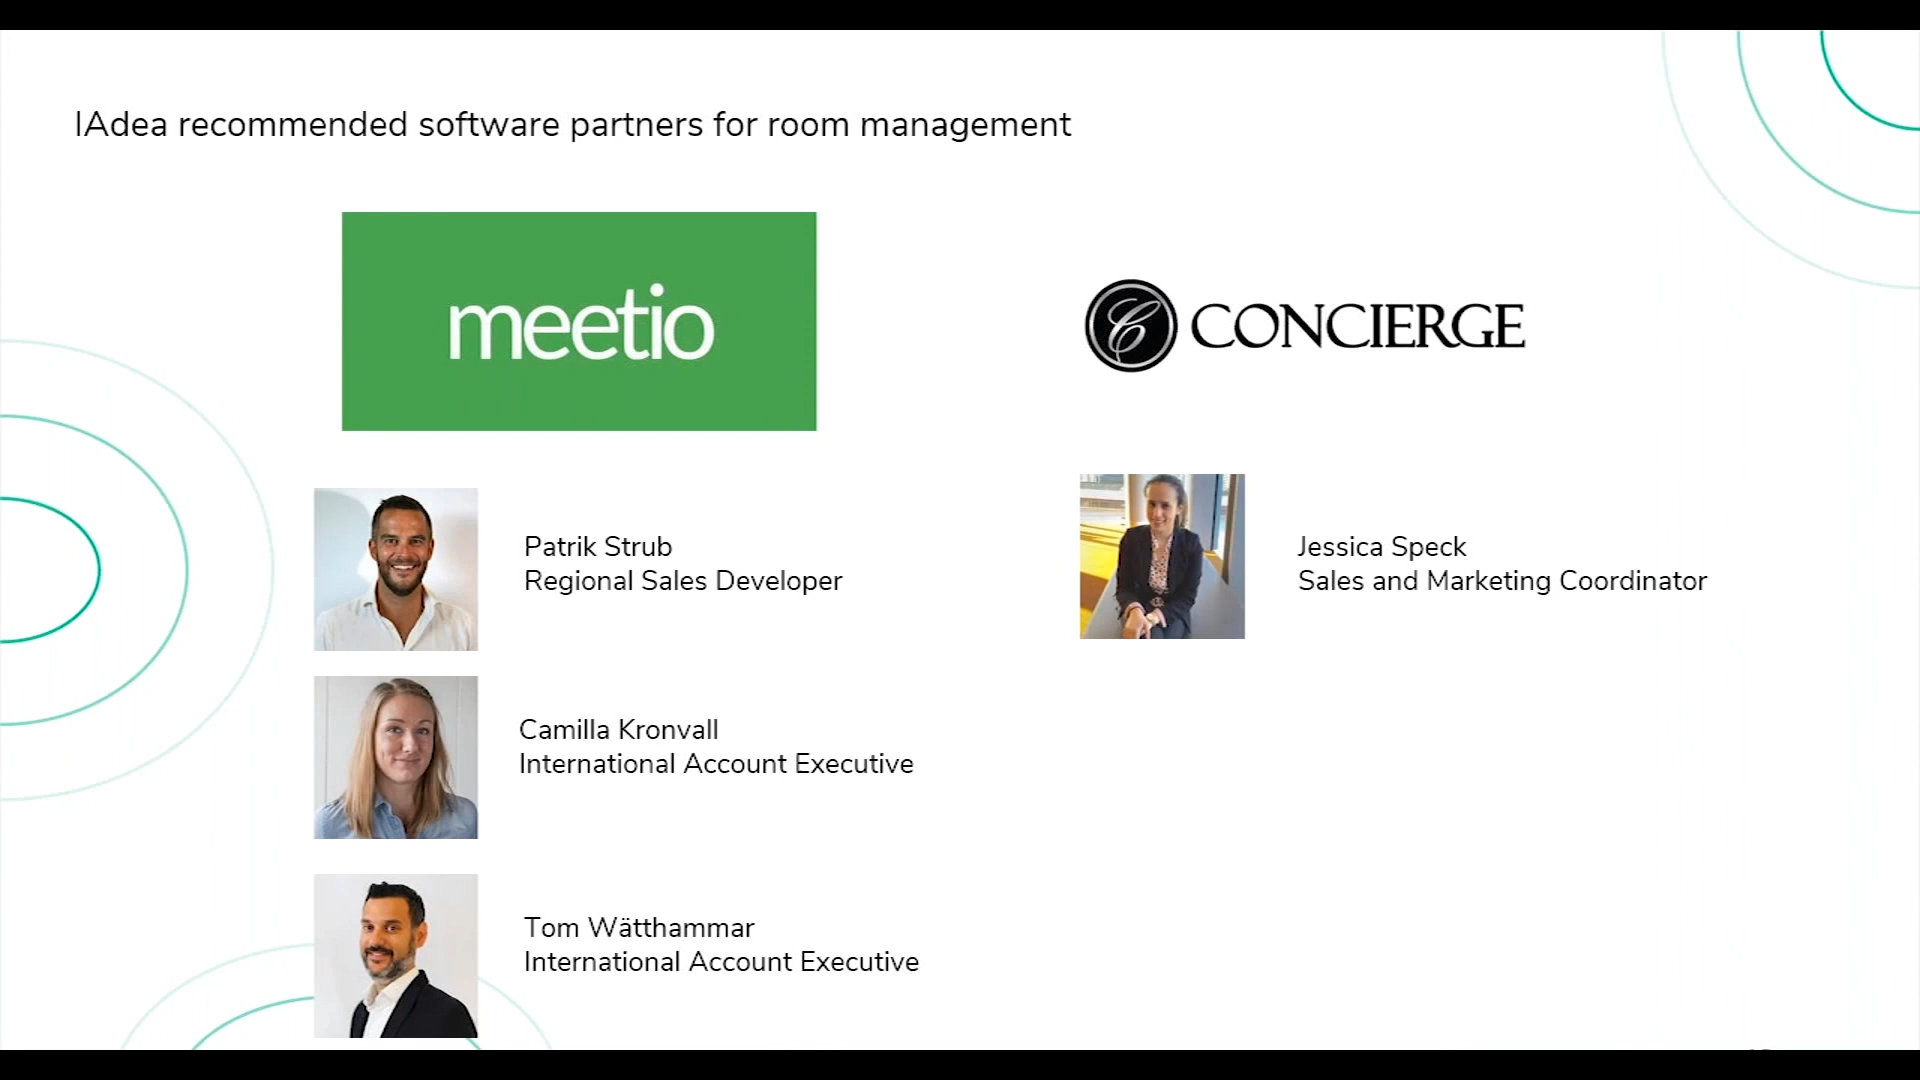 IAdea recommended software partners for room management
meetio
CONCIERGE
Patrik Strub
Regional Sales Developer
Jessica Speck
Sales and Marketing Coordinator
Camilla Kronvall
International Account Executive
Tom Wätthammar
International Account Executive